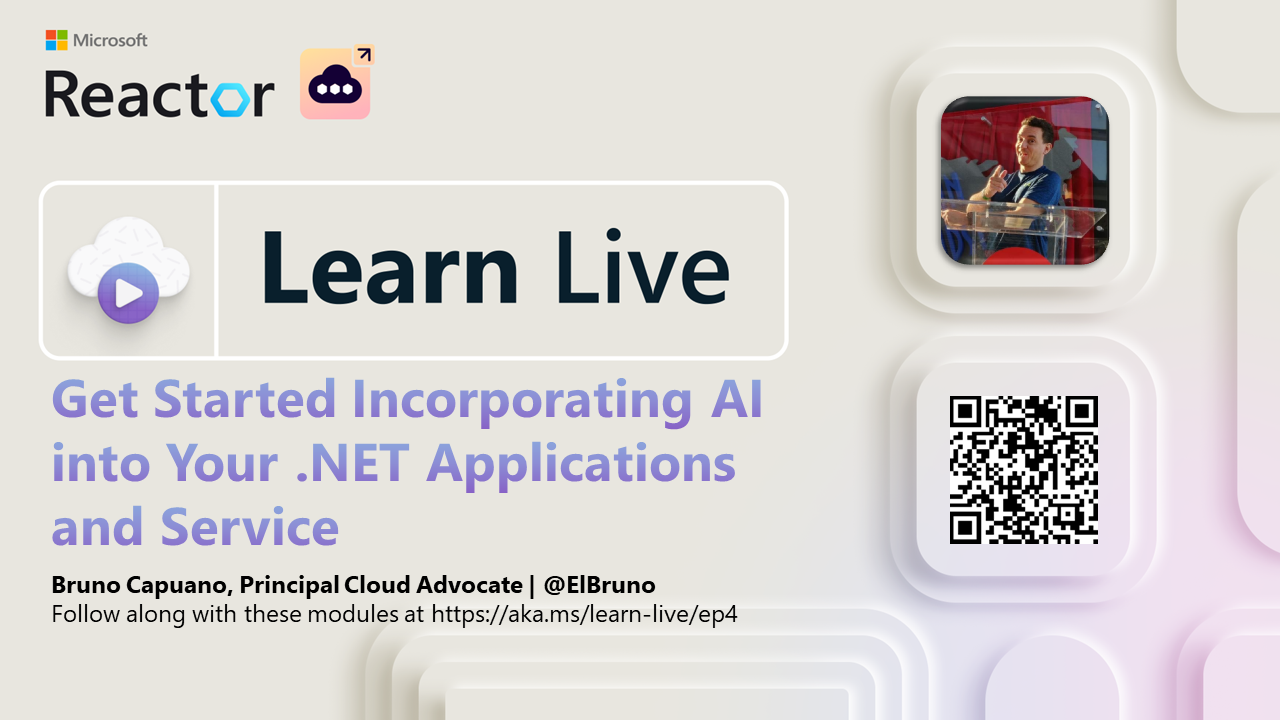 Microsoft
Reactor
Learn Live
Get Started Incorporating AI
into Your .NET Applications
and Service
Bruno Capuano, Principal Cloud Advocate | @ElBruno
Follow along with these modules at https://aka.ms/learn-live/ep4